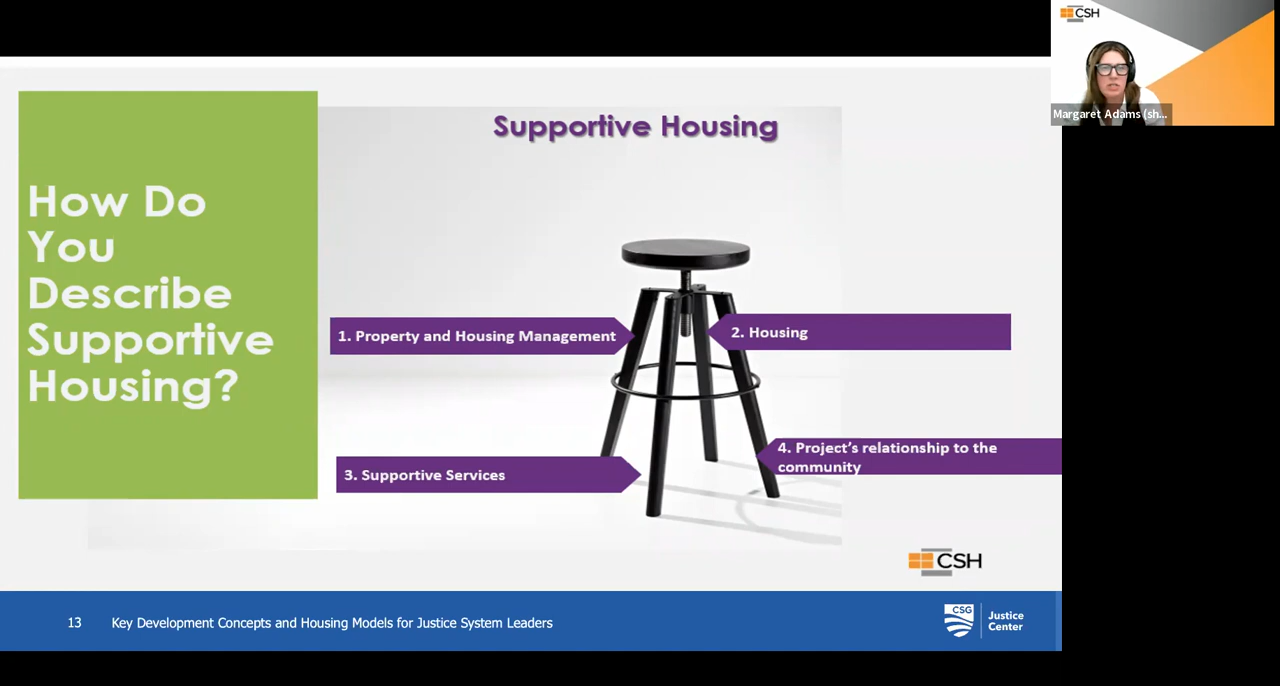 CSH
Margaret Adams (sh...
Supportive Housing
How Do
You
Describe
Supportive
Housing?
1. Property and Housing Management
2. Housing
3. Supportive Services
4. Project's relationship to the
community
CSH
13
Key Development Concepts and Housing Models for Justice System Leaders
CSG
Justice
Center